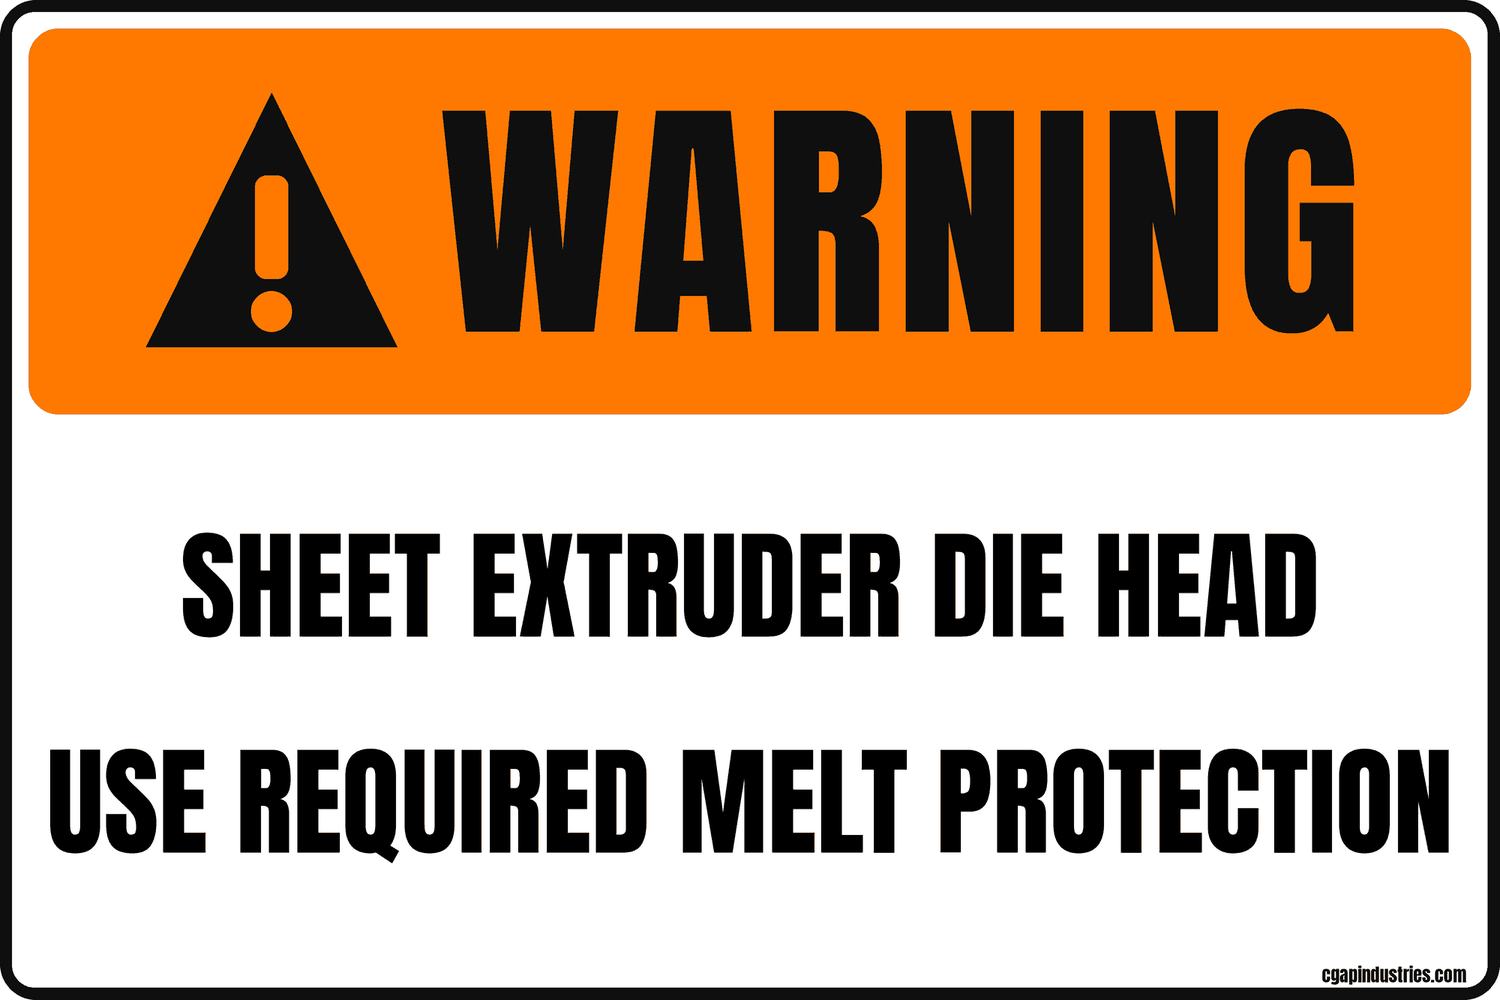 WARNING
SHEET EXTRUDER DIE HEAD
USE REQUIRED MELT PROTECTION
cgapindustries.com